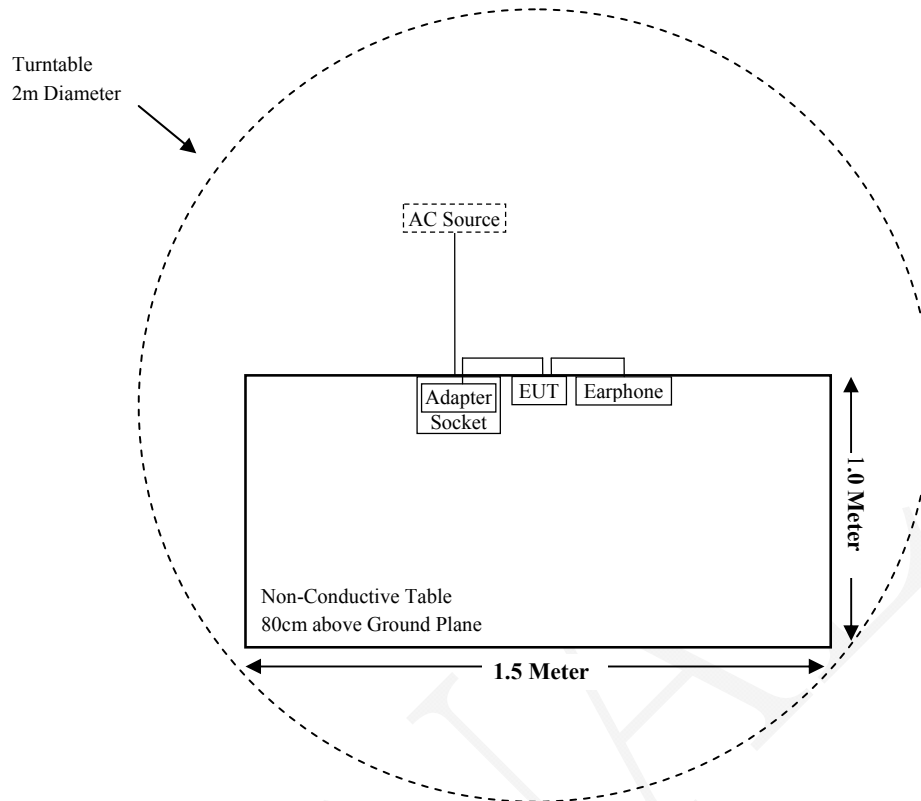 Turntable
2m Diameter
AC Source
Adapter
Socket
EUT
Earphone
1.0 Meter
Non-Conductive Table
80cm above Ground Plane
1.5 Meter